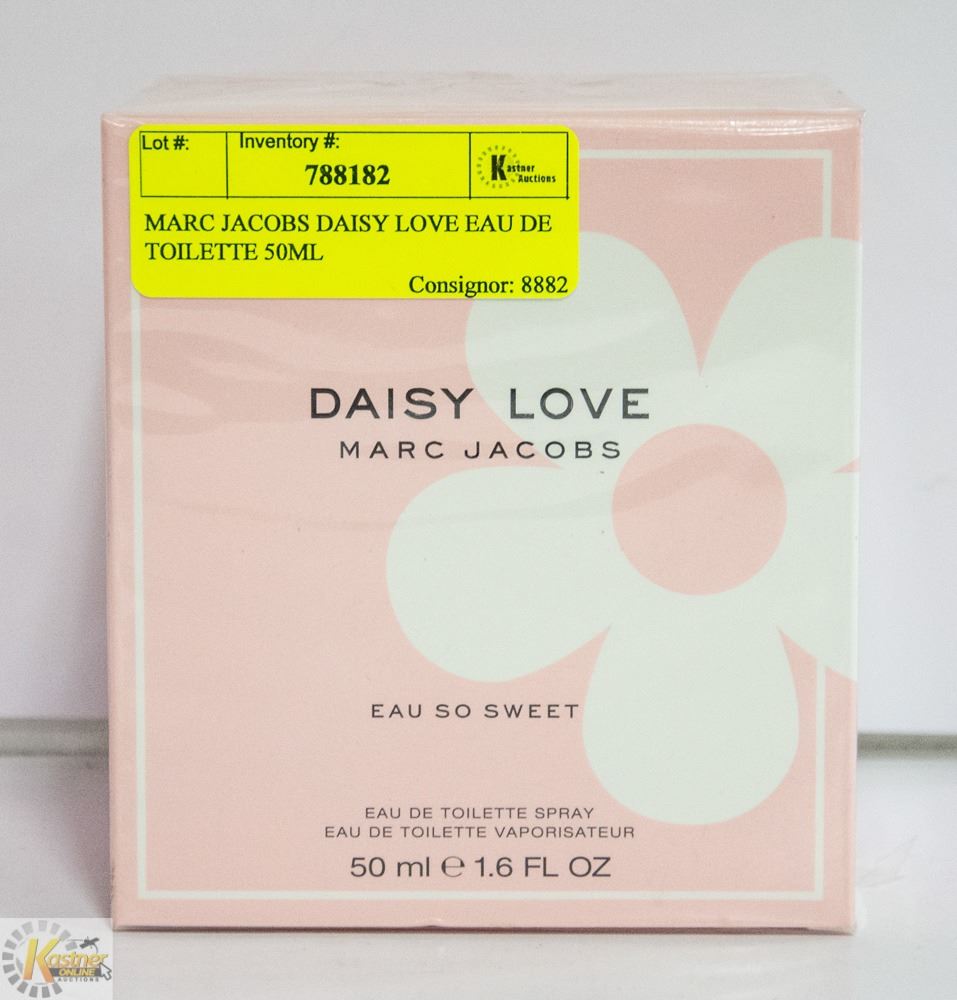 Lot #:
Inventory #:
788182
Kastner
Auctions
MARC JACOBS DAISY LOVE EAU DE
TOILETTE 50ML
Consignor: 8882
DAISY LOVE
MARC JACOBS
EAU SO SWEET
EAU DE TOILETTE SPRAY
EAU DE TOILETTE VAPORISATEUR
50 ml ℮ 1.6 FL OZ
Kastner
ONLINE
AUCTIONS